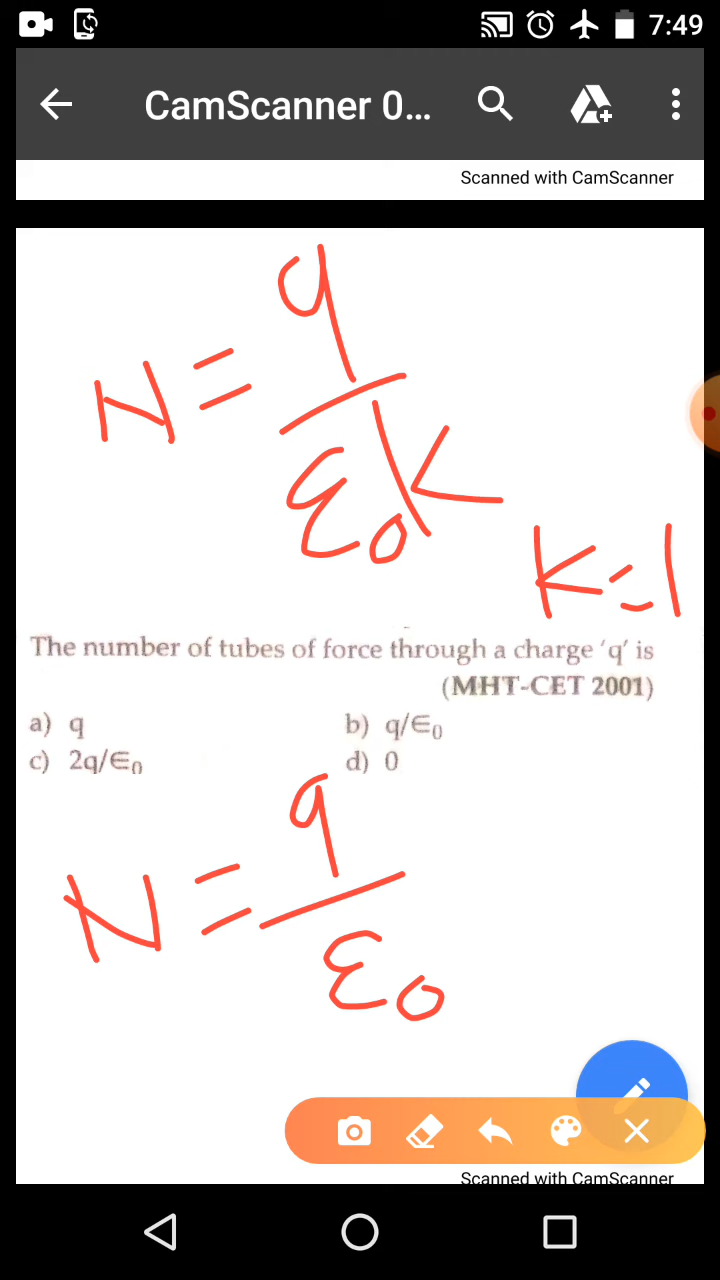 7:49
CamScanner 0...
Scanned with CamScanner
N = q/ε₀k
k=1
The number of tubes of force through a charge 'q' is
(MHT-CET 2001)
a) q b) q/∈₀
c) 2q/∈₀ d) 0
N = q/ε₀
Scanned with CamScanner